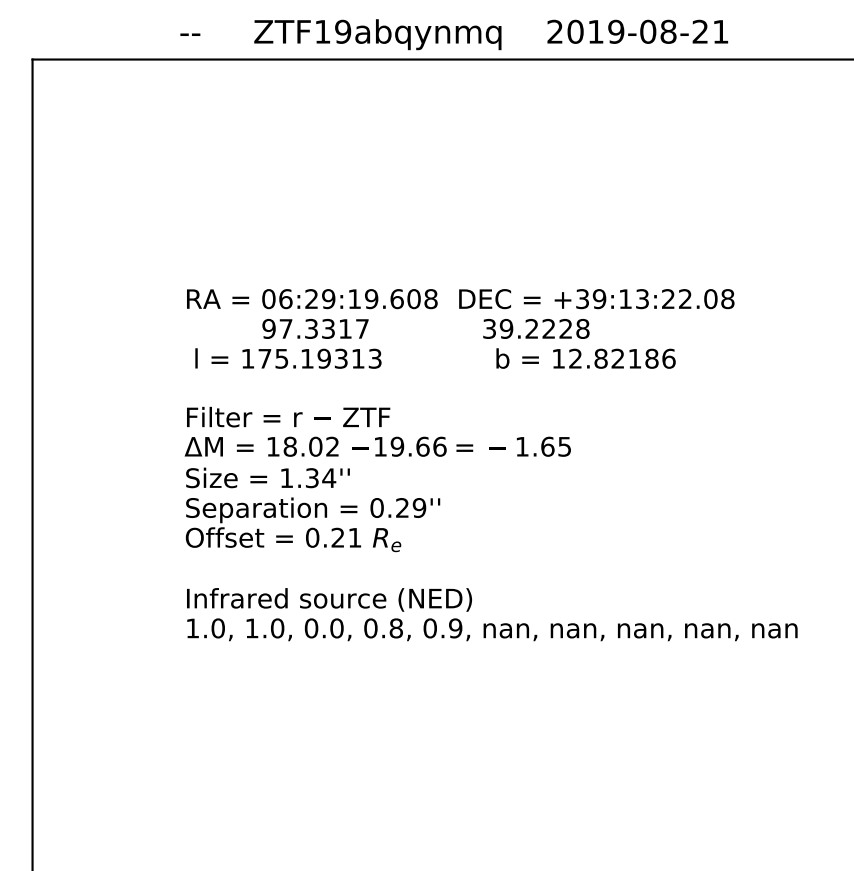 -- ZTF19abqynmq 2019-08-21
RA = 06:29:19.608 DEC = +39:13:22.08
97.3317 39.2228
l = 175.19313 b = 12.82186
Filter = r − ZTF
ΔM = 18.02 −19.66 = − 1.65
Size = 1.34''
Separation = 0.29''
Offset = 0.21 Re
Infrared source (NED)
1.0, 1.0, 0.0, 0.8, 0.9, nan, nan, nan, nan, nan